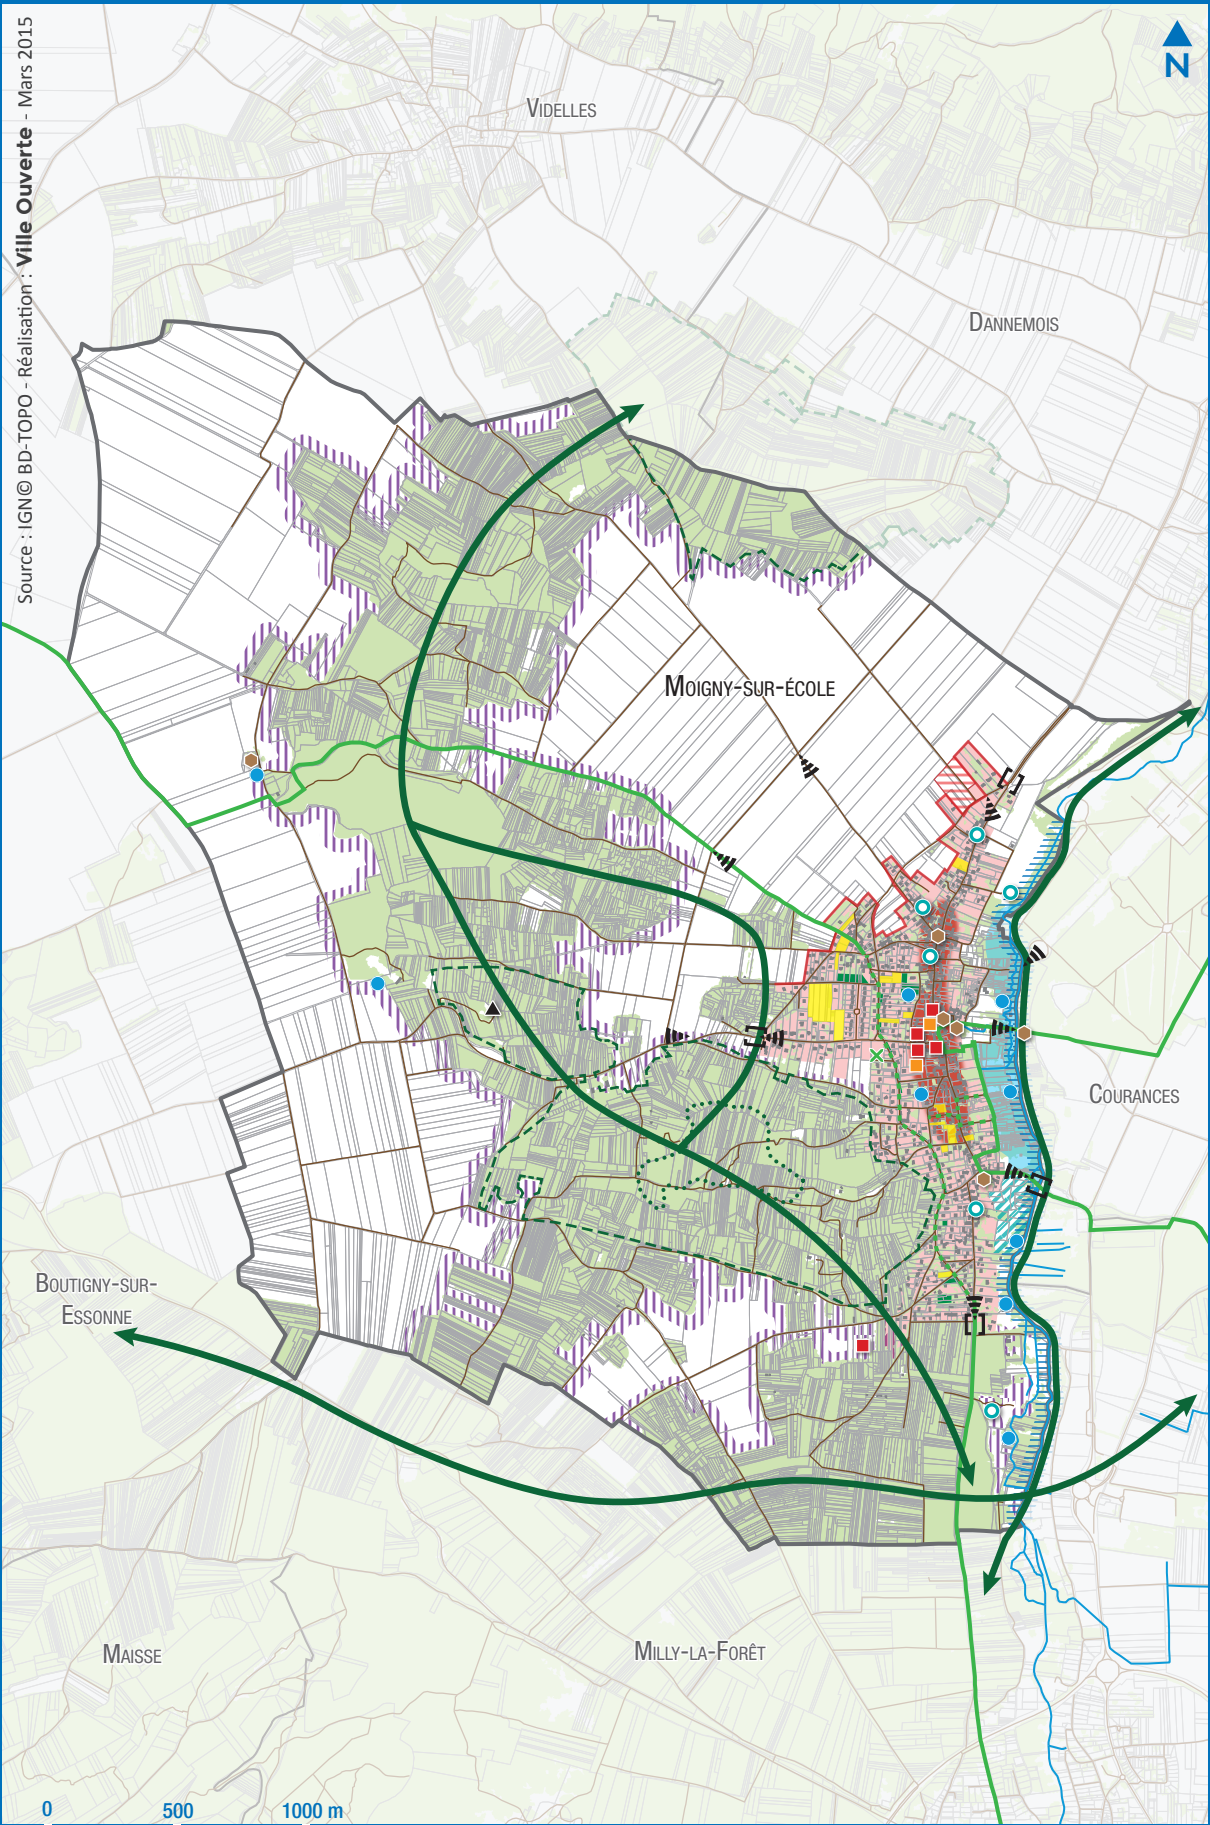 Source : IGN© BD-TOPO - Réalisation : Ville Ouverte - Mars 2015
N
VIDELLES
DANNEMOIS
MOIGNY-SUR-ÉCOLE
COURANCES
BOUTIGNY-SUR-
ESSONNE
MAISSE
MILLY-LA-FORÊT
0 500 1000 m